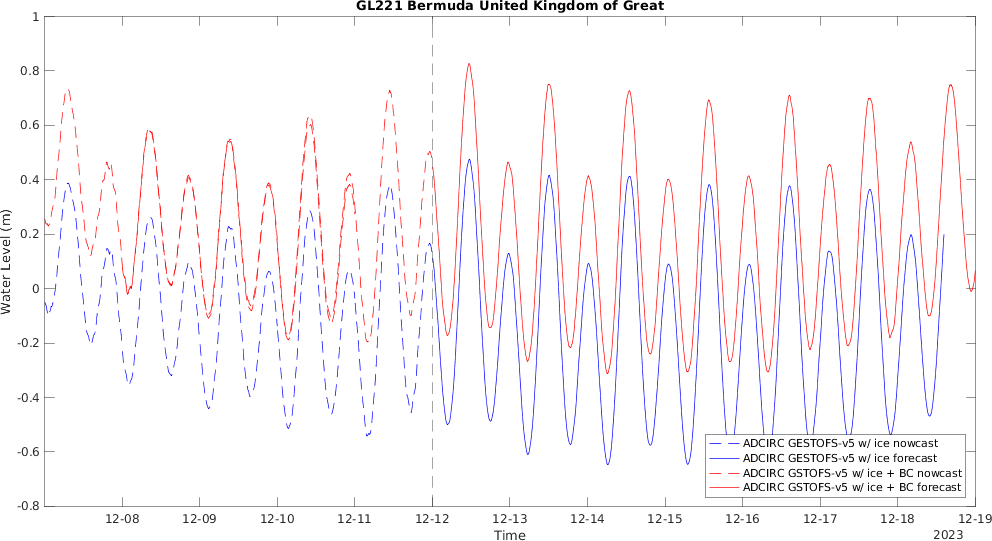 GL221 Bermuda United Kingdom of Great
Water Level (m)
1
0.8
0.6
0.4
0.2
0
-0.2
-0.4
-0.6
-0.8
ADCIRC GESTOFS-v5 w/ ice nowcast
ADCIRC GESTOFS-v5 w/ ice forecast
ADCIRC GSTOFS-v5 w/ ice + BC nowcast
ADCIRC GSTOFS-v5 w/ ice + BC forecast
12-08 12-09 12-10 12-11 12-12 12-13 12-14 12-15 12-16 12-17 12-18 12-19
Time
2023